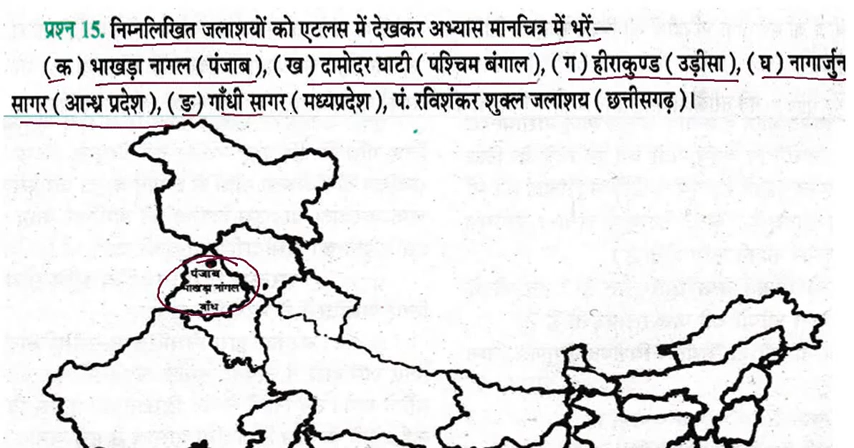 प्रश्न 15. निम्नलिखित जलाशयों को एटलस में देखकर अभ्यास मानचित्र में भरें
(क) भाखड़ा नागल (पंजाब), (ख) दामोदर घाटी (पश्चिम बंगाल), (ग) हीराकुण्ड (उड़ीसा), (घ) नागार्जुन
सागर (आन्ध्र प्रदेश), (ङ) गाँधी सागर (मध्यप्रदेश), पं. रविशंकर शुक्ल जलाशय (छत्तीसगढ़)।
पंजाब
भाखड़ा नांगल
बाँध